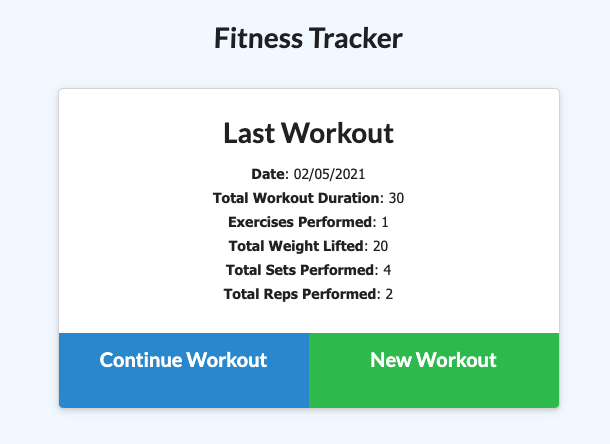 Fitness Tracker
Last Workout
Date: 02/05/2021
Total Workout Duration: 30
Exercises Performed: 1
Total Weight Lifted: 20
Total Sets Performed: 4
Total Reps Performed: 2
Continue Workout
New Workout